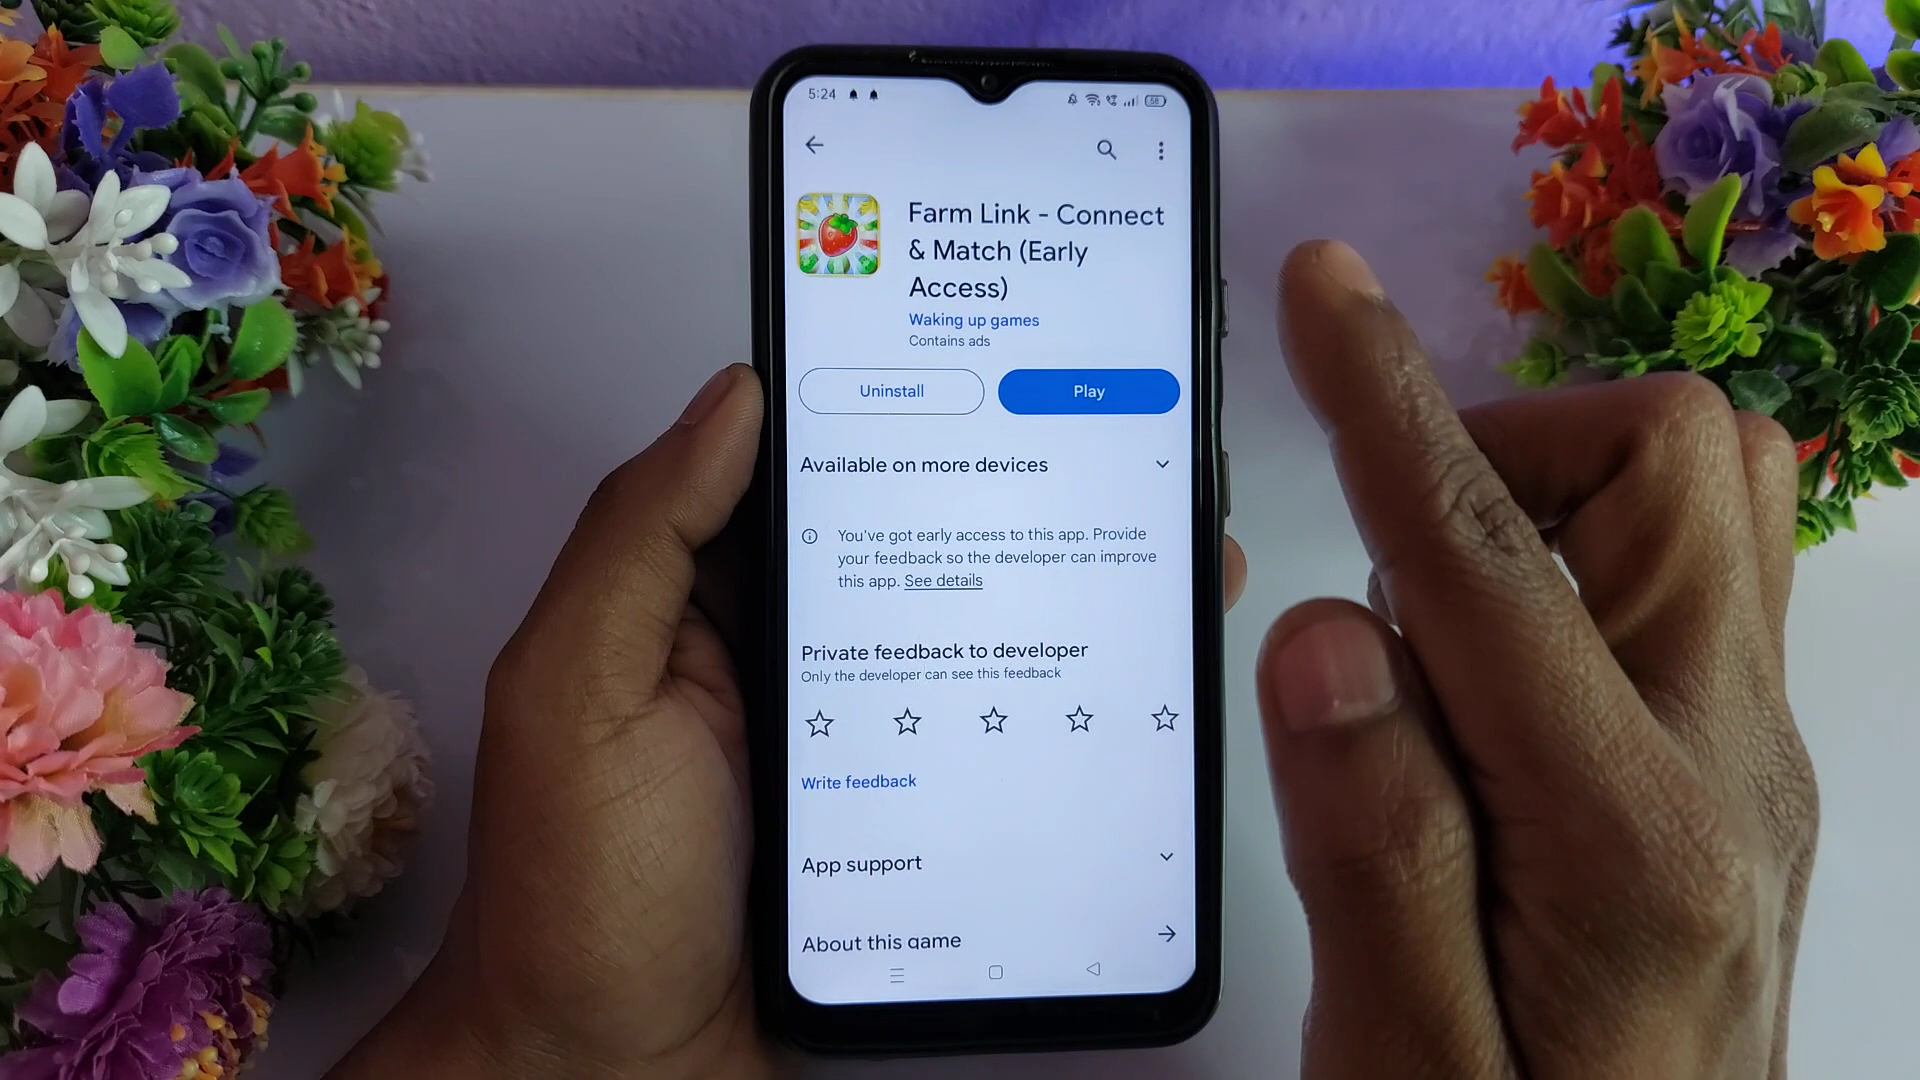 5:24
58
Farm Link - Connect
& Match (Early
Access)
Waking up games
Contains ads
Uninstall
Play
Available on more devices
You've got early access to this app. Provide
your feedback so the developer can improve
this app. See details
Private feedback to developer
Only the developer can see this feedback
Write feedback
App support
About this game